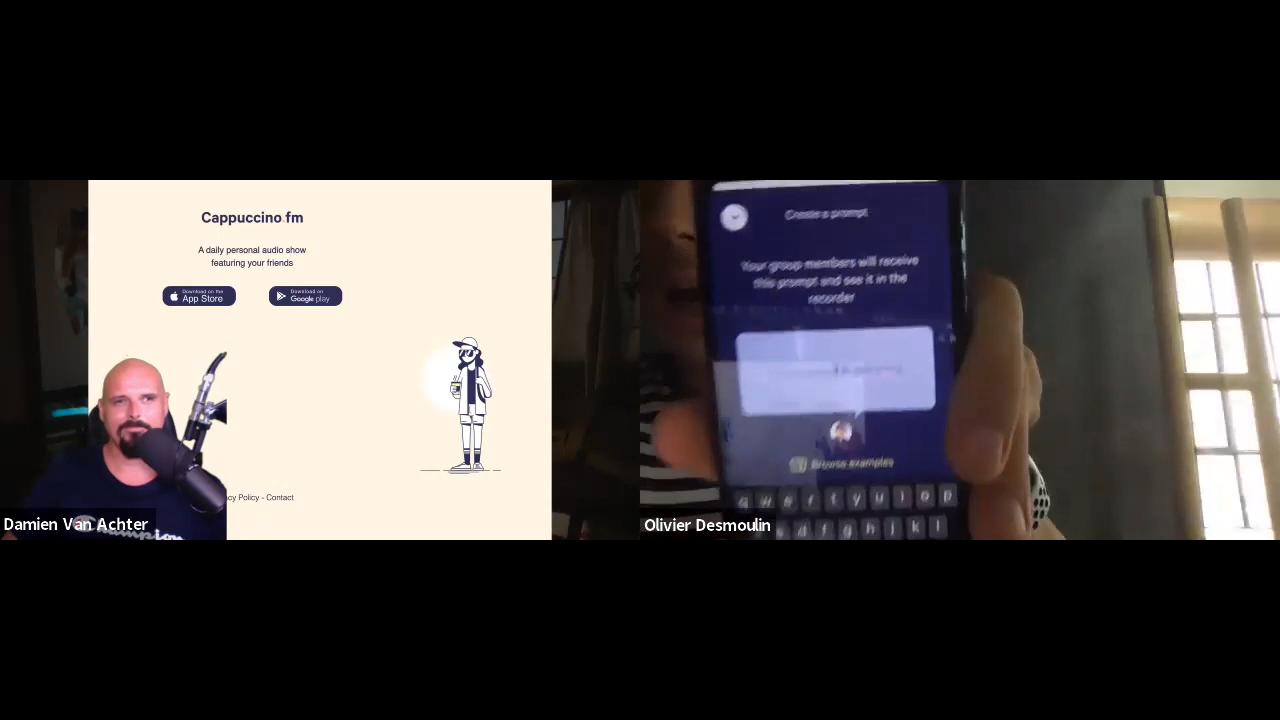 Cappuccino.fm
A daily personal audio show
featuring your friends
Download on the
App Store
Download on
Google play
acy Policy - Contact
Champion
Damien Van Achter
Create a prompt
Your group members will receive
this prompt and see it in the
recorder
Browse examples
q w e r t y u i o p
d f g h j k l
Olivier Desmoulin